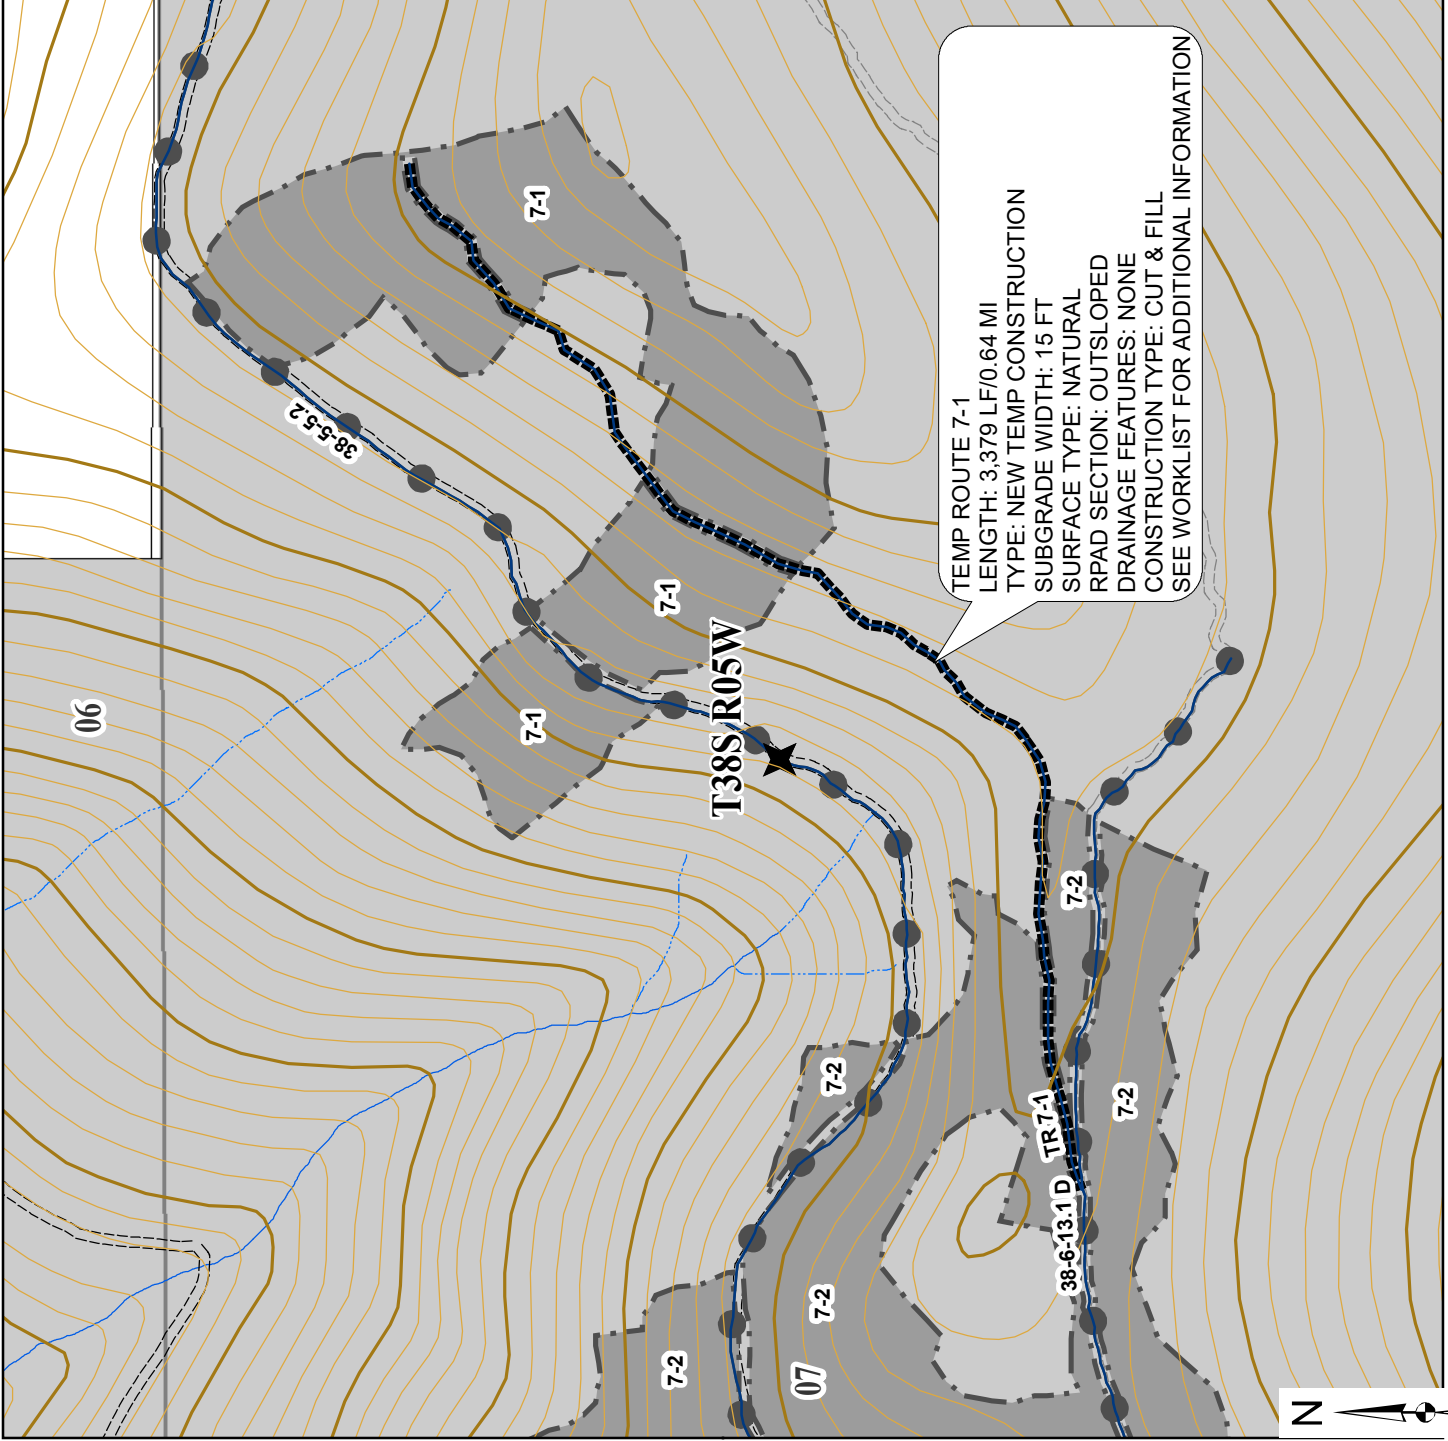 06
38-5-5.2
7-1
7-1
7-1
T38S R05W
TEMP ROUTE 7-1
LENGTH: 3,379 LF/0.64 MI
TYPE: NEW TEMP CONSTRUCTION
SUBGRADE WIDTH: 15 FT
SURFACE TYPE: NATURAL
RPAD SECTION: OUTSLOPED
DRAINAGE FEATURES: NONE
CONSTRUCTION TYPE: CUT & FILL
SEE WORKLIST FOR ADDITIONAL INFORMATION
7-2
7-2
7-2
7-2
7-2
07
TR 7-1
38-6-13.1 D
N